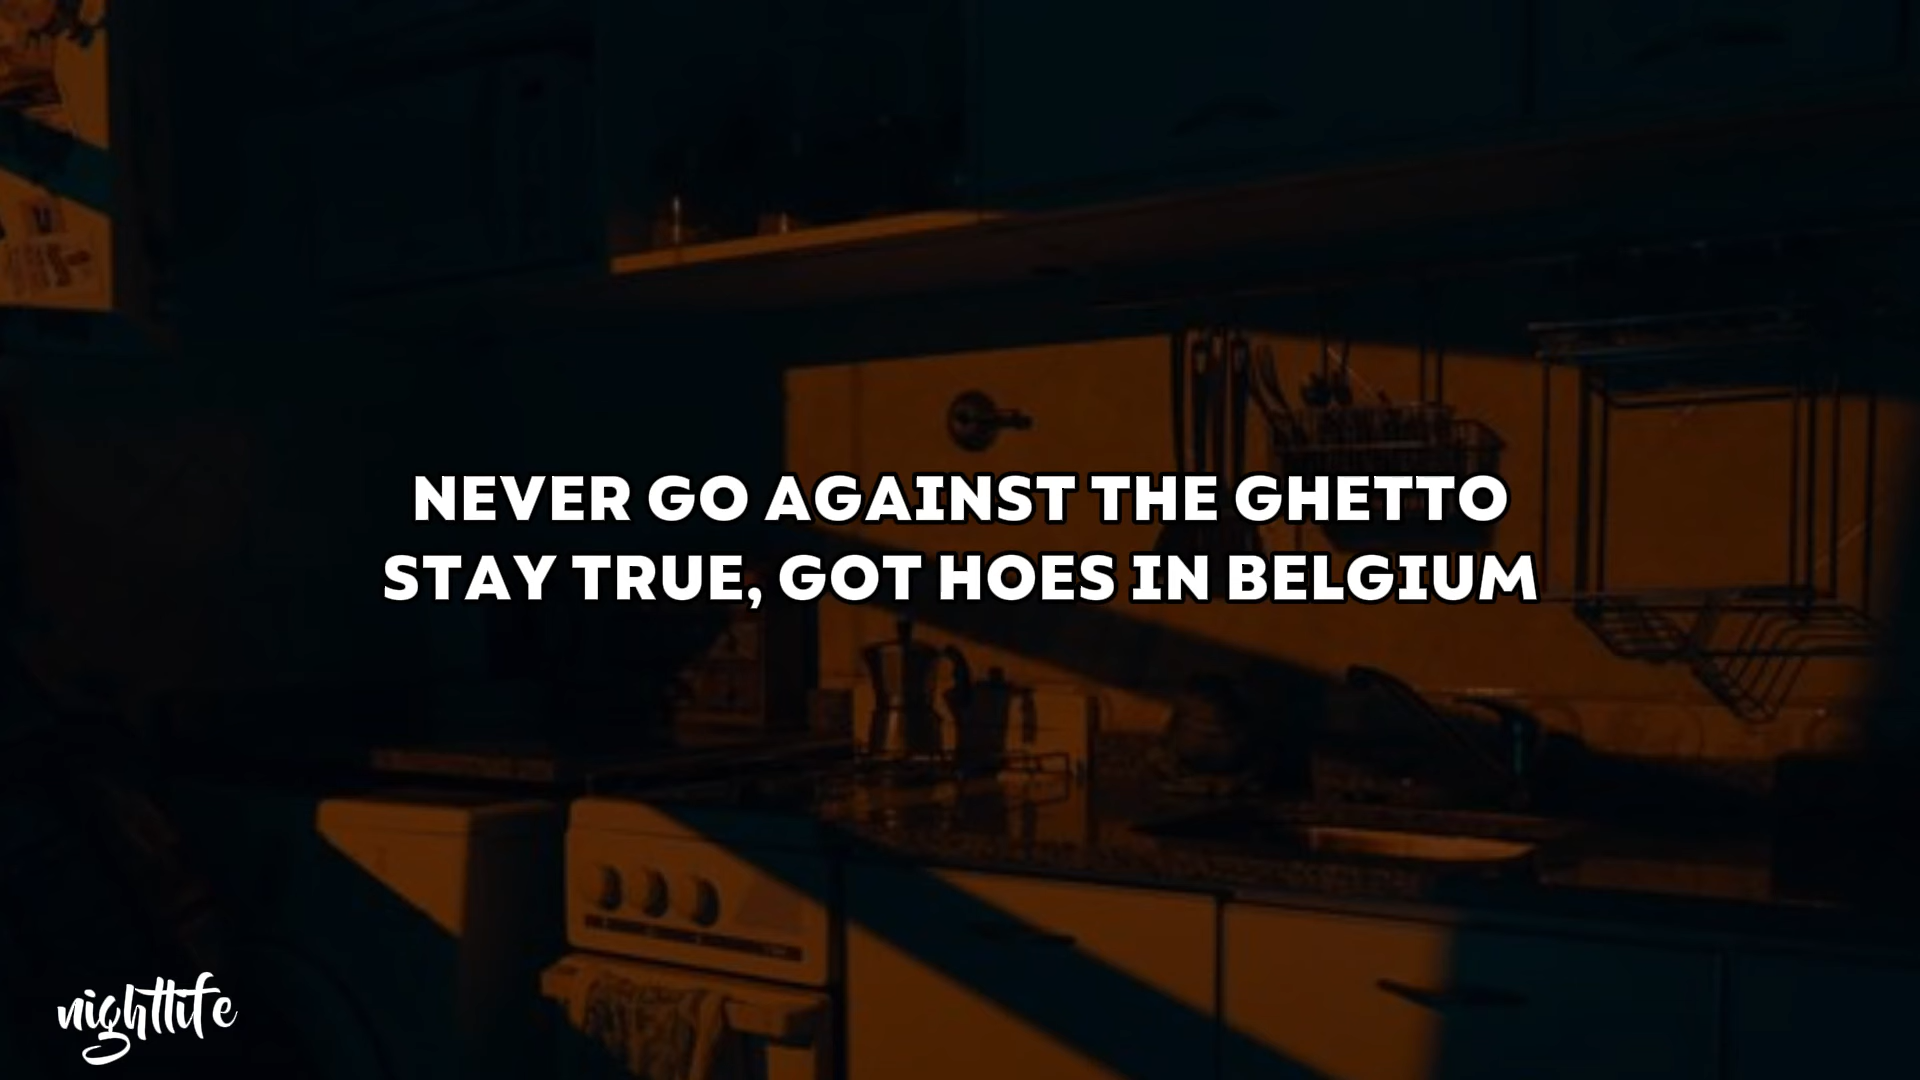 NEVER GO AGAINST THE GHETTO
STAY TRUE, GOT HOES IN BELGIUM
nightlife